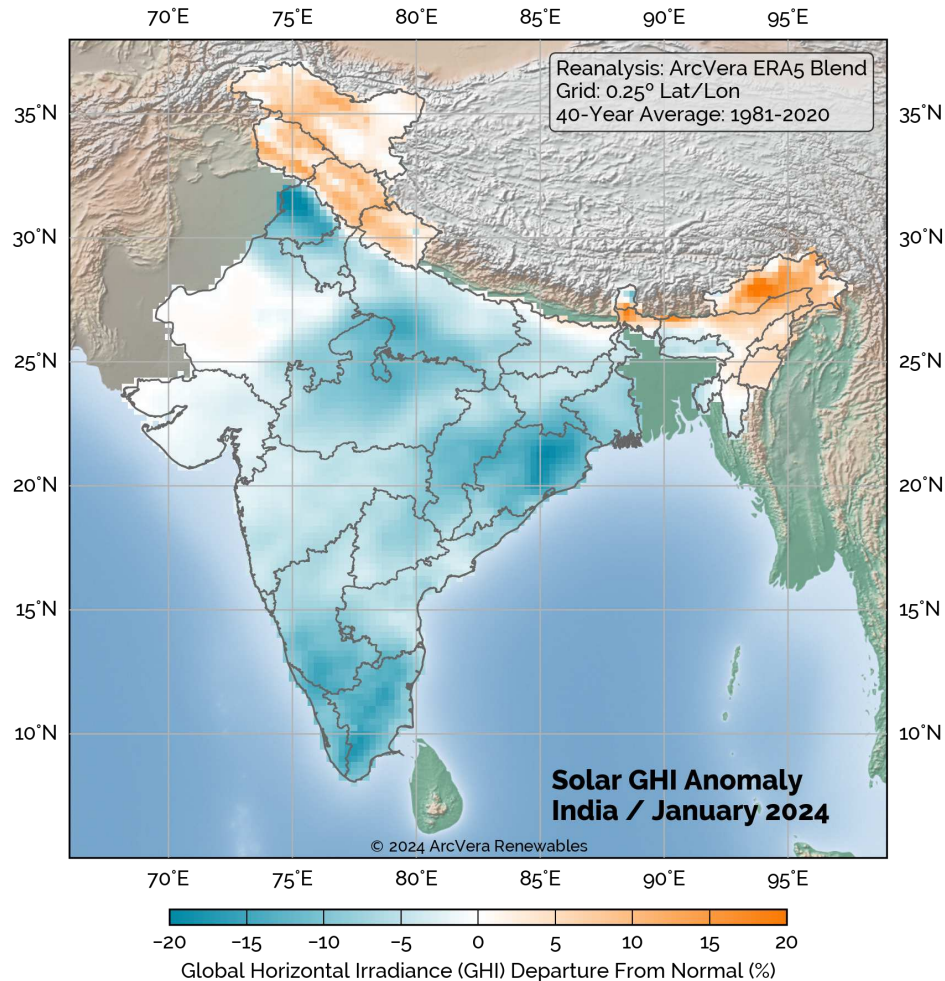 70°E 75°E 80°E 85°E 90°E 95°E
Reanalysis: ArcVera ERA5 Blend
Grid: 0.25º Lat/Lon
40-Year Average: 1981-2020
35°N 35°N
30°N 30°N
25°N 25°N
20°N 20°N
15°N 15°N
10°N 10°N
Solar GHI Anomaly
India / January 2024
© 2024 ArcVera Renewables
70°E 75°E 80°E 85°E 90°E 95°E
−20 −15 −10 −5 0 5 10 15 20
Global Horizontal Irradiance (GHI) Departure From Normal (%)